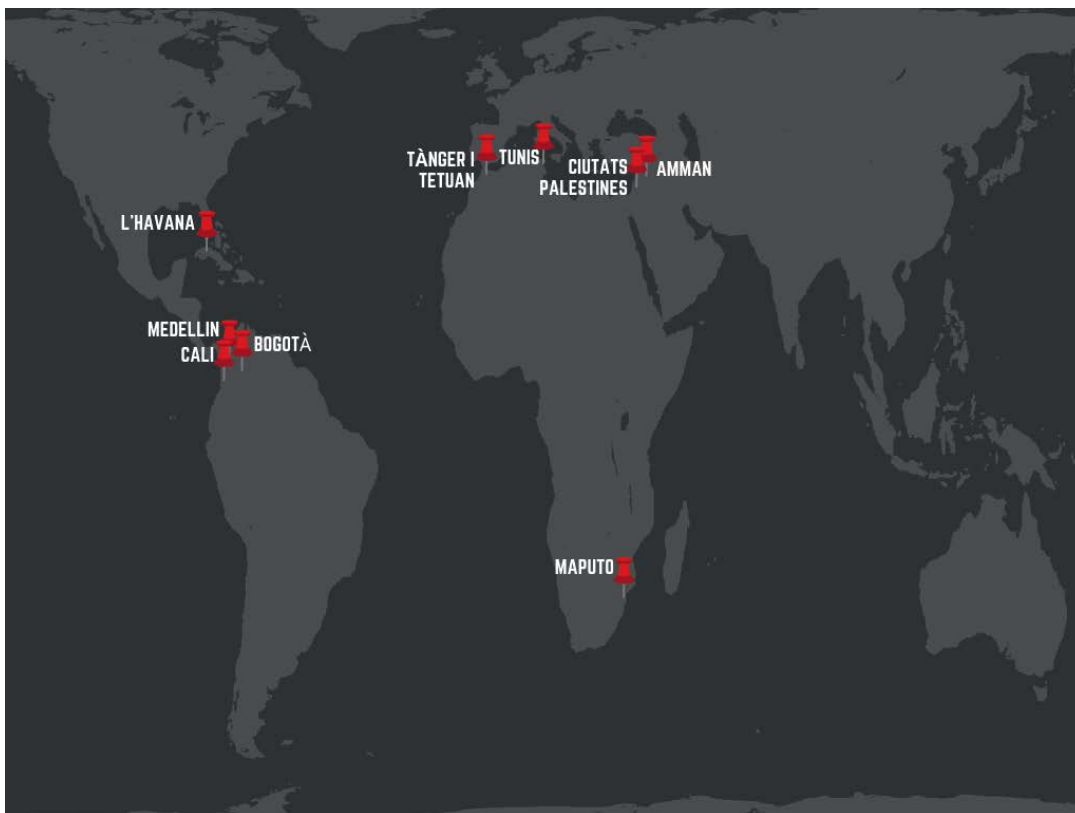 TÀNGER I
TETUAN
TUNIS
CIUTATS
PALESTINES
AMMAN
L'HAVANA
MEDELLIN
CALI
BOGOTÀ
MAPUTO